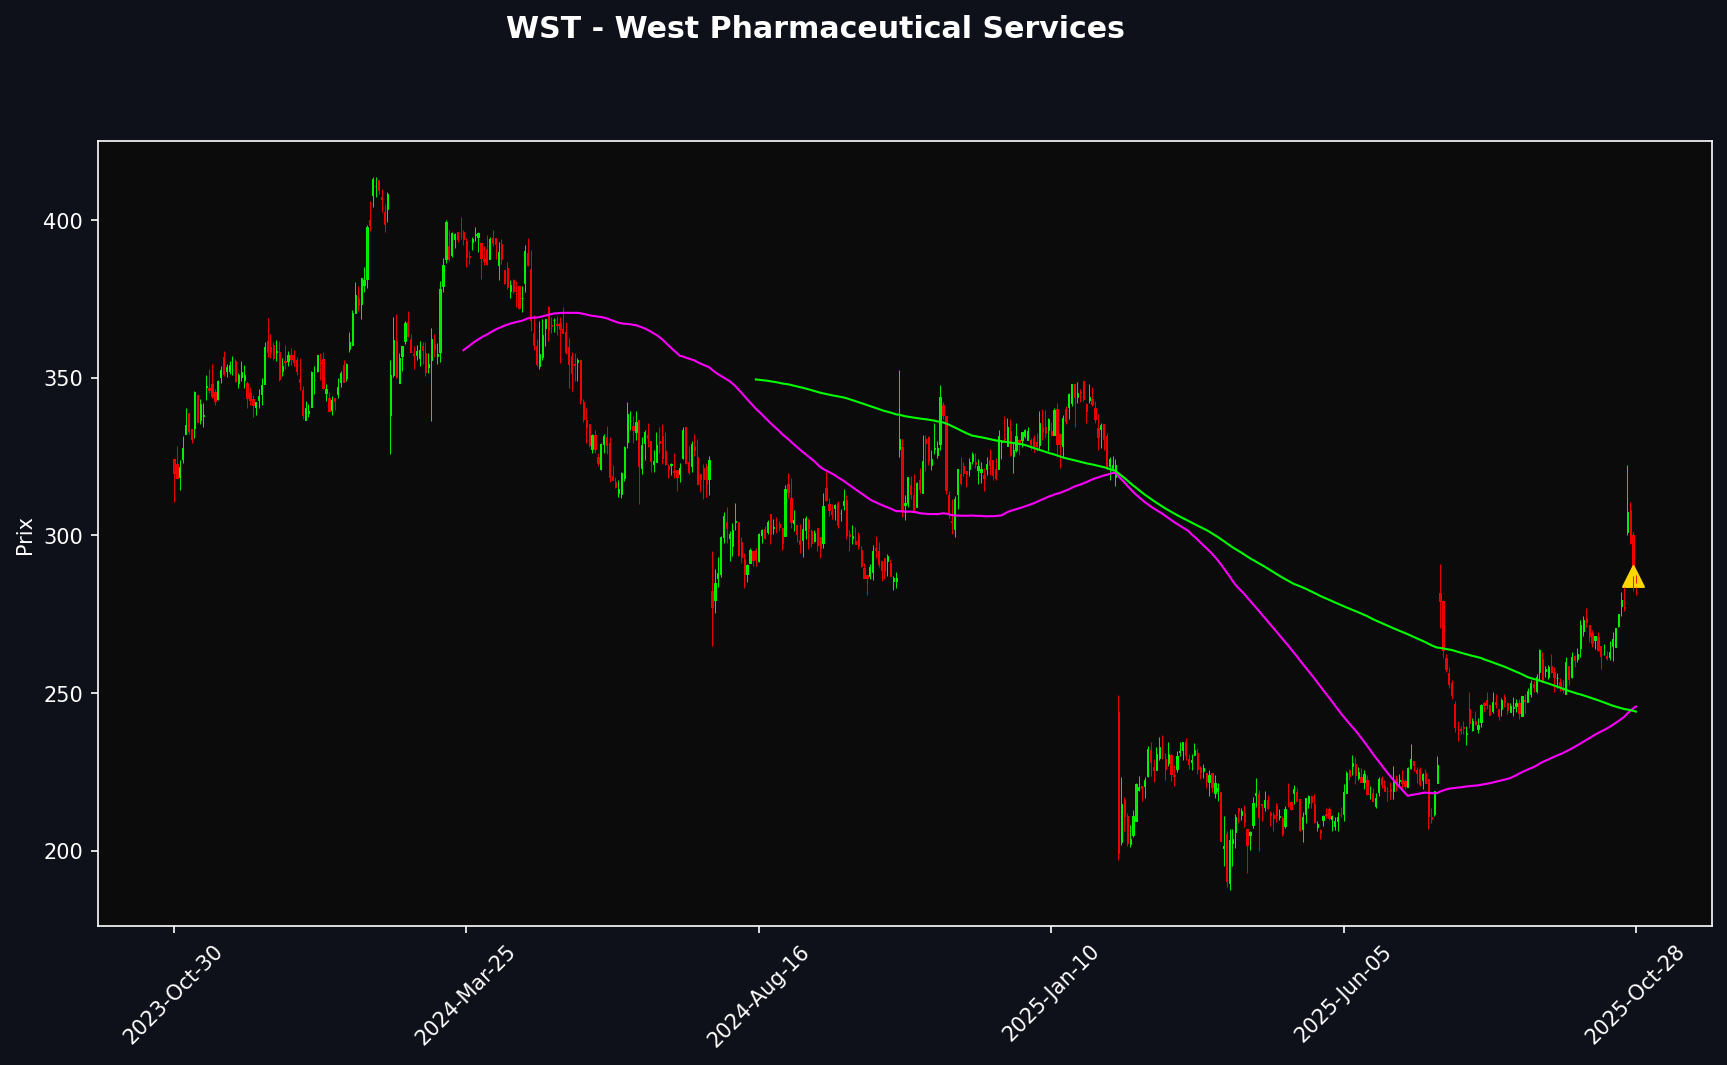 WST - West Pharmaceutical Services
Prix
400
350
300
250
200
2023-Oct-30
2024-Mar-25
2024-Aug-16
2025-Jan-10
2025-Jun-05
2025-Oct-28